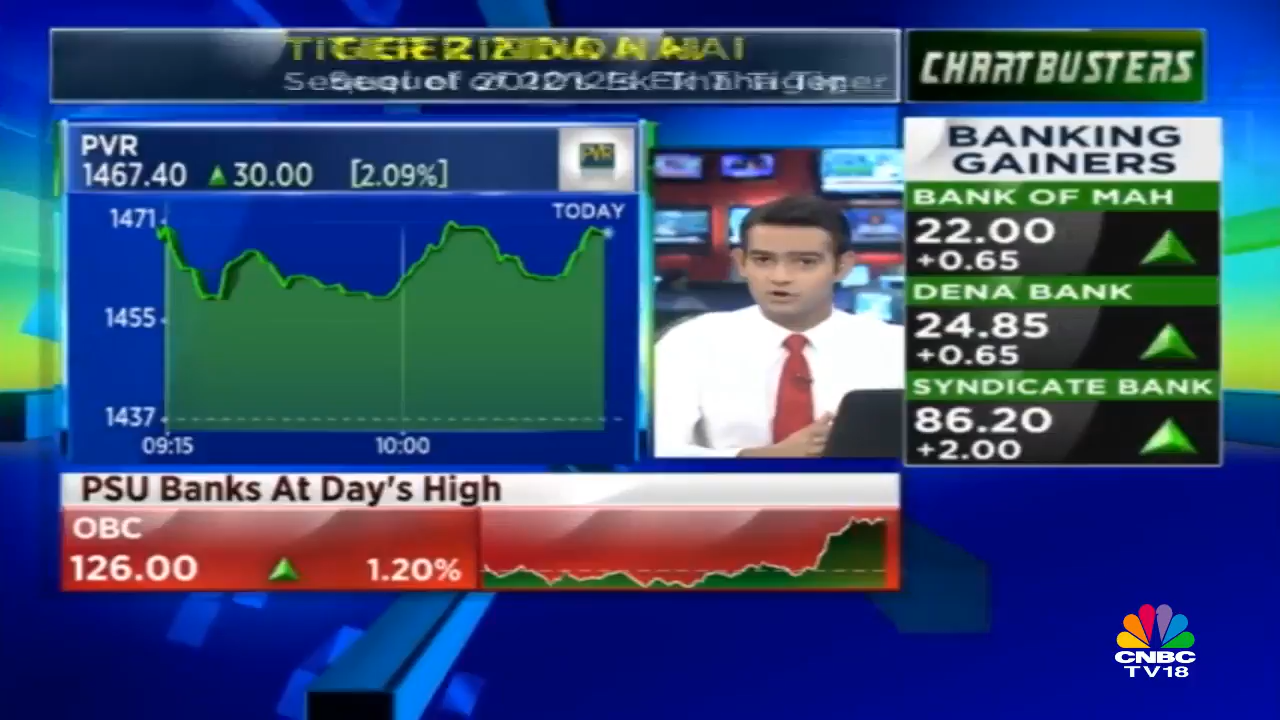 CHARTBUSTERS
PVR
1467.40 ▲ 30.00 [2.09%]
PVR
TODAY
1471
1455
1437
09:15 10:00
BANKING
GAINERS
BANK OF MAH
22.00
+0.65
DENA BANK
24.85
+0.65
SYNDICATE BANK
86.20
+2.00
PSU Banks At Day's High
OBC
126.00 ▲ 1.20%
CNBC
TV18